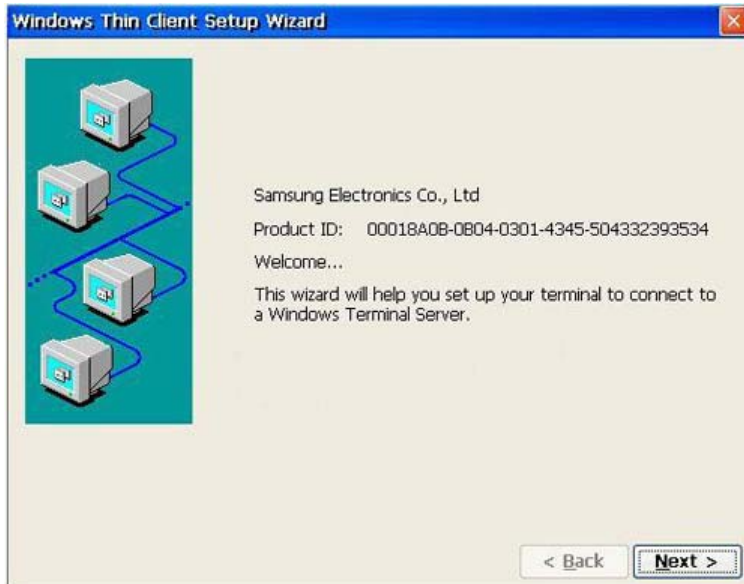 Windows Thin Client Setup Wizard
Samsung Electronics Co., Ltd
Product ID: 00018A0B-0B04-0301-4345-504332393534
Welcome...
This wizard will help you set up your terminal to connect to
a Windows Terminal Server.
< Back Next >